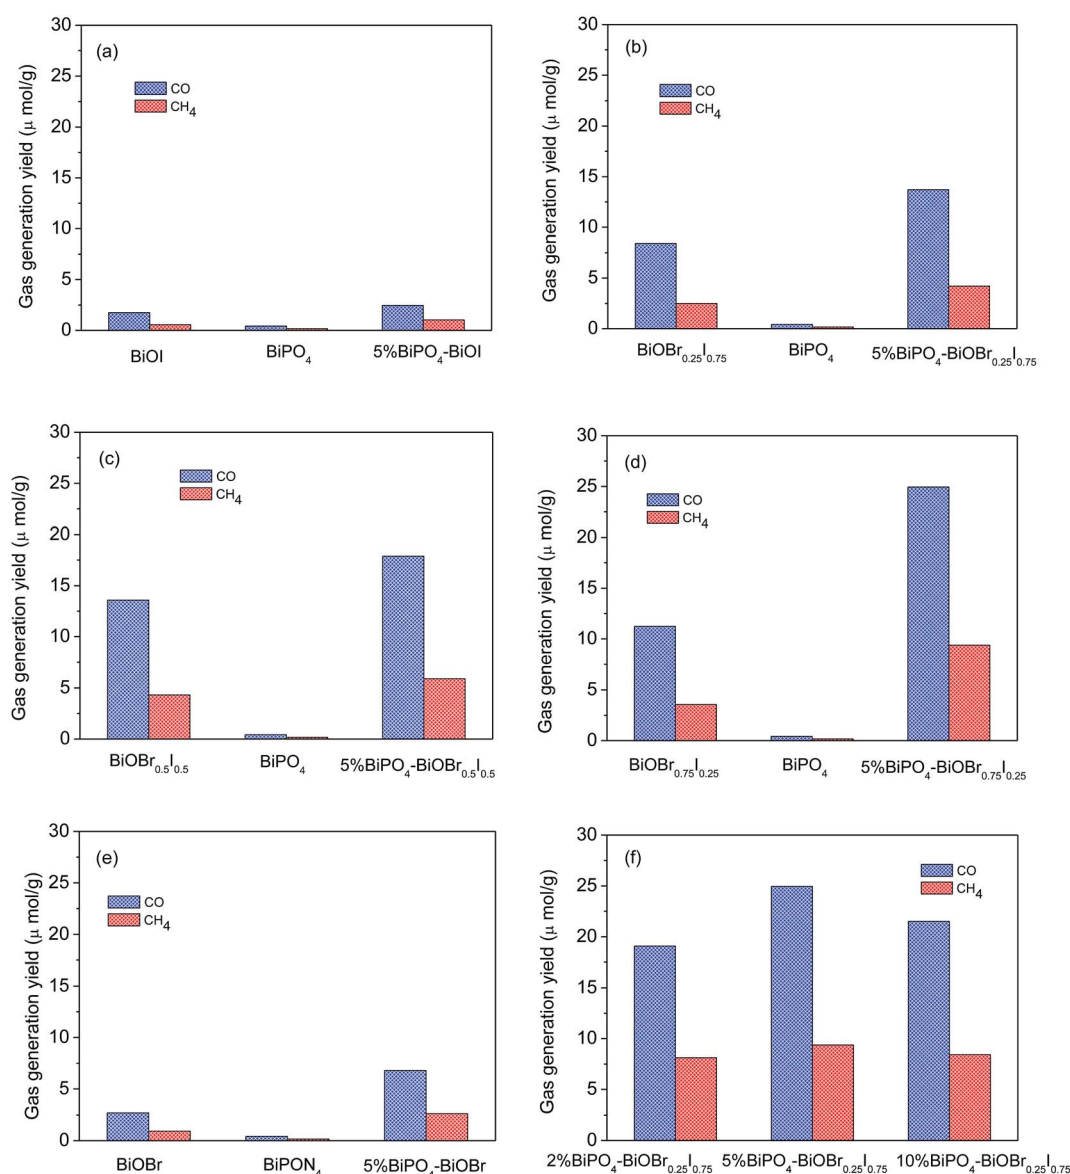 (a)
CO
CH4
Gas generation yield (μ mol/g)
30
25
20
15
10
5
0
BiOI BiPO4 5%BiPO4-BiOI
(b)
CO
CH4
Gas generation yield (μ mol/g)
30
25
20
15
10
5
0
BiOBr0.25I0.75 BiPO4 5%BiPO4-BiOBr0.25I0.75
(c)
CO
CH4
Gas generation yield (μ mol/g)
30
25
20
15
10
5
0
BiOBr0.5I0.5 BiPO4 5%BiPO4-BiOBr0.5I0.5
(d)
CO
CH4
Gas generation yield (μ mol/g)
30
25
20
15
10
5
0
BiOBr0.75I0.25 BiPO4 5%BiPO4-BiOBr0.75I0.25
(e)
CO
CH4
Gas generation yield (μ mol/g)
30
25
20
15
10
5
0
BiOBr BiPON4 5%BiPO4-BiOBr
(f)
CO
CH4
Gas generation yield (μ mol/g)
30
25
20
15
10
5
0
2%BiPO4-BiOBr0.25I0.75 5%BiPO4-BiOBr0.25I0.75 10%BiPO4-BiOBr0.25I0.75